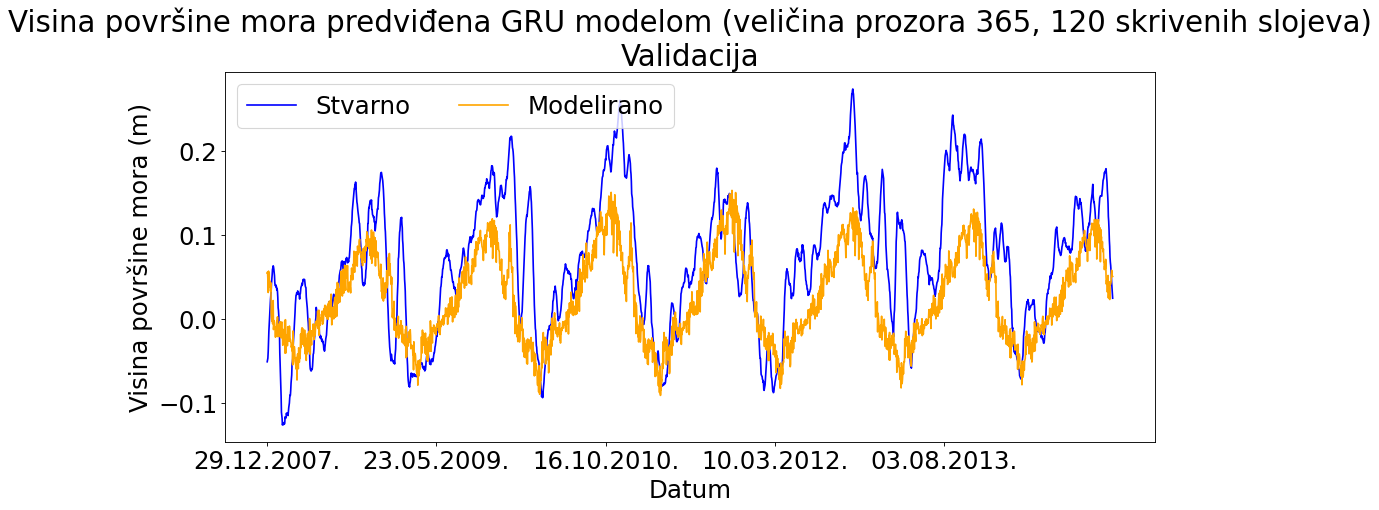 Visina površine mora predviđena GRU modelom (veličina prozora 365, 120 skrivenih slojeva)
Validacija
Stvarno
Modelirano
Visina površine mora (m)
0.2
0.1
0.0
−0.1
29.12.2007.
23.05.2009.
16.10.2010.
10.03.2012.
03.08.2013.
Datum